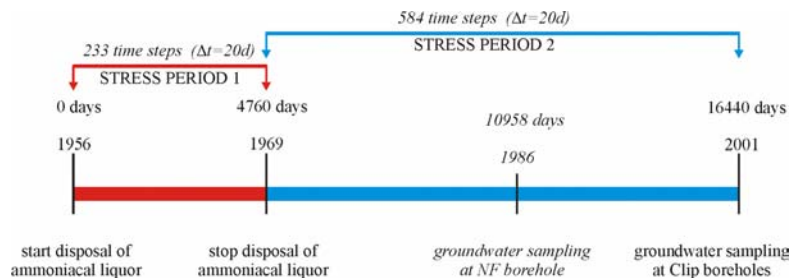 584 time steps (Δt=20d)
233 time steps (Δt=20d)
STRESS PERIOD 2
STRESS PERIOD 1
0 days
4760 days
10958 days
16440 days
1956
1969
1986
2001
start disposal of
ammoniacal liquor
stop disposal of
ammoniacal liquor
groundwater sampling
at NF borehole
groundwater sampling
at Clip boreholes